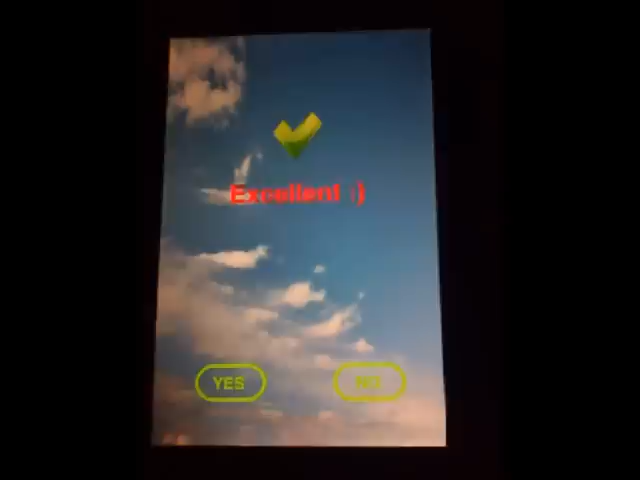 Excellent :)
YES
NO